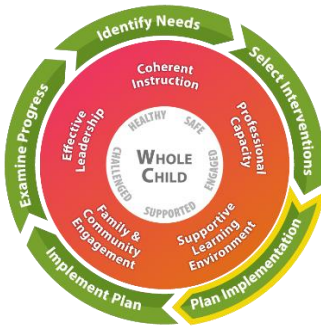 Identify Needs
Select Interventions
Plan Implementation
Implement Plan
Examine Progress
Coherent
Instruction
Professional
Capacity
Supportive
Learning
Environment
Family &
Community
Engagement
Effective
Leadership
HEALTHY
SAFE
ENGAGED
SUPPORTED
CHALLENGED
WHOLE
CHILD